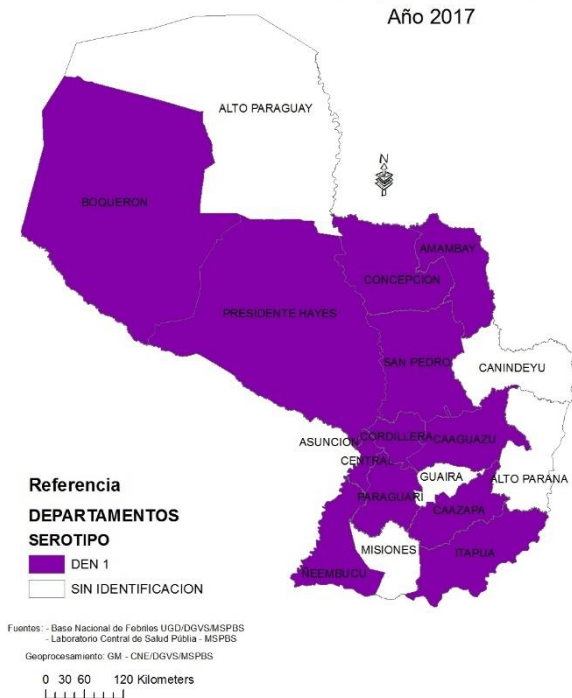 Año 2017
ALTO PARAGUAY
N
BOQUERON
AMAMBAY
CONCEPCION
PRESIDENTE HAYES
SAN PEDRO
CANINDEYU
ASUNCION
CORDILLERA
CAAGUAZU
CENTRAL
GUAIRA
ALTO PARANA
PARAGUARI
CAAZAPA
MISIONES
ITAPUA
ÑEEMBUCU
Referencia
DEPARTAMENTOS
SEROTIPO
DEN 1
SIN IDENTIFICACION
Fuentes: - Base Nacional de Febriles UGD/DGVS/MSPBS
- Laboratorio Central de Salud Públia - MSPBS
Geoprocesamiento: GM - CNE/DGVS/MSPBS
0 30 60 120 Kilometers